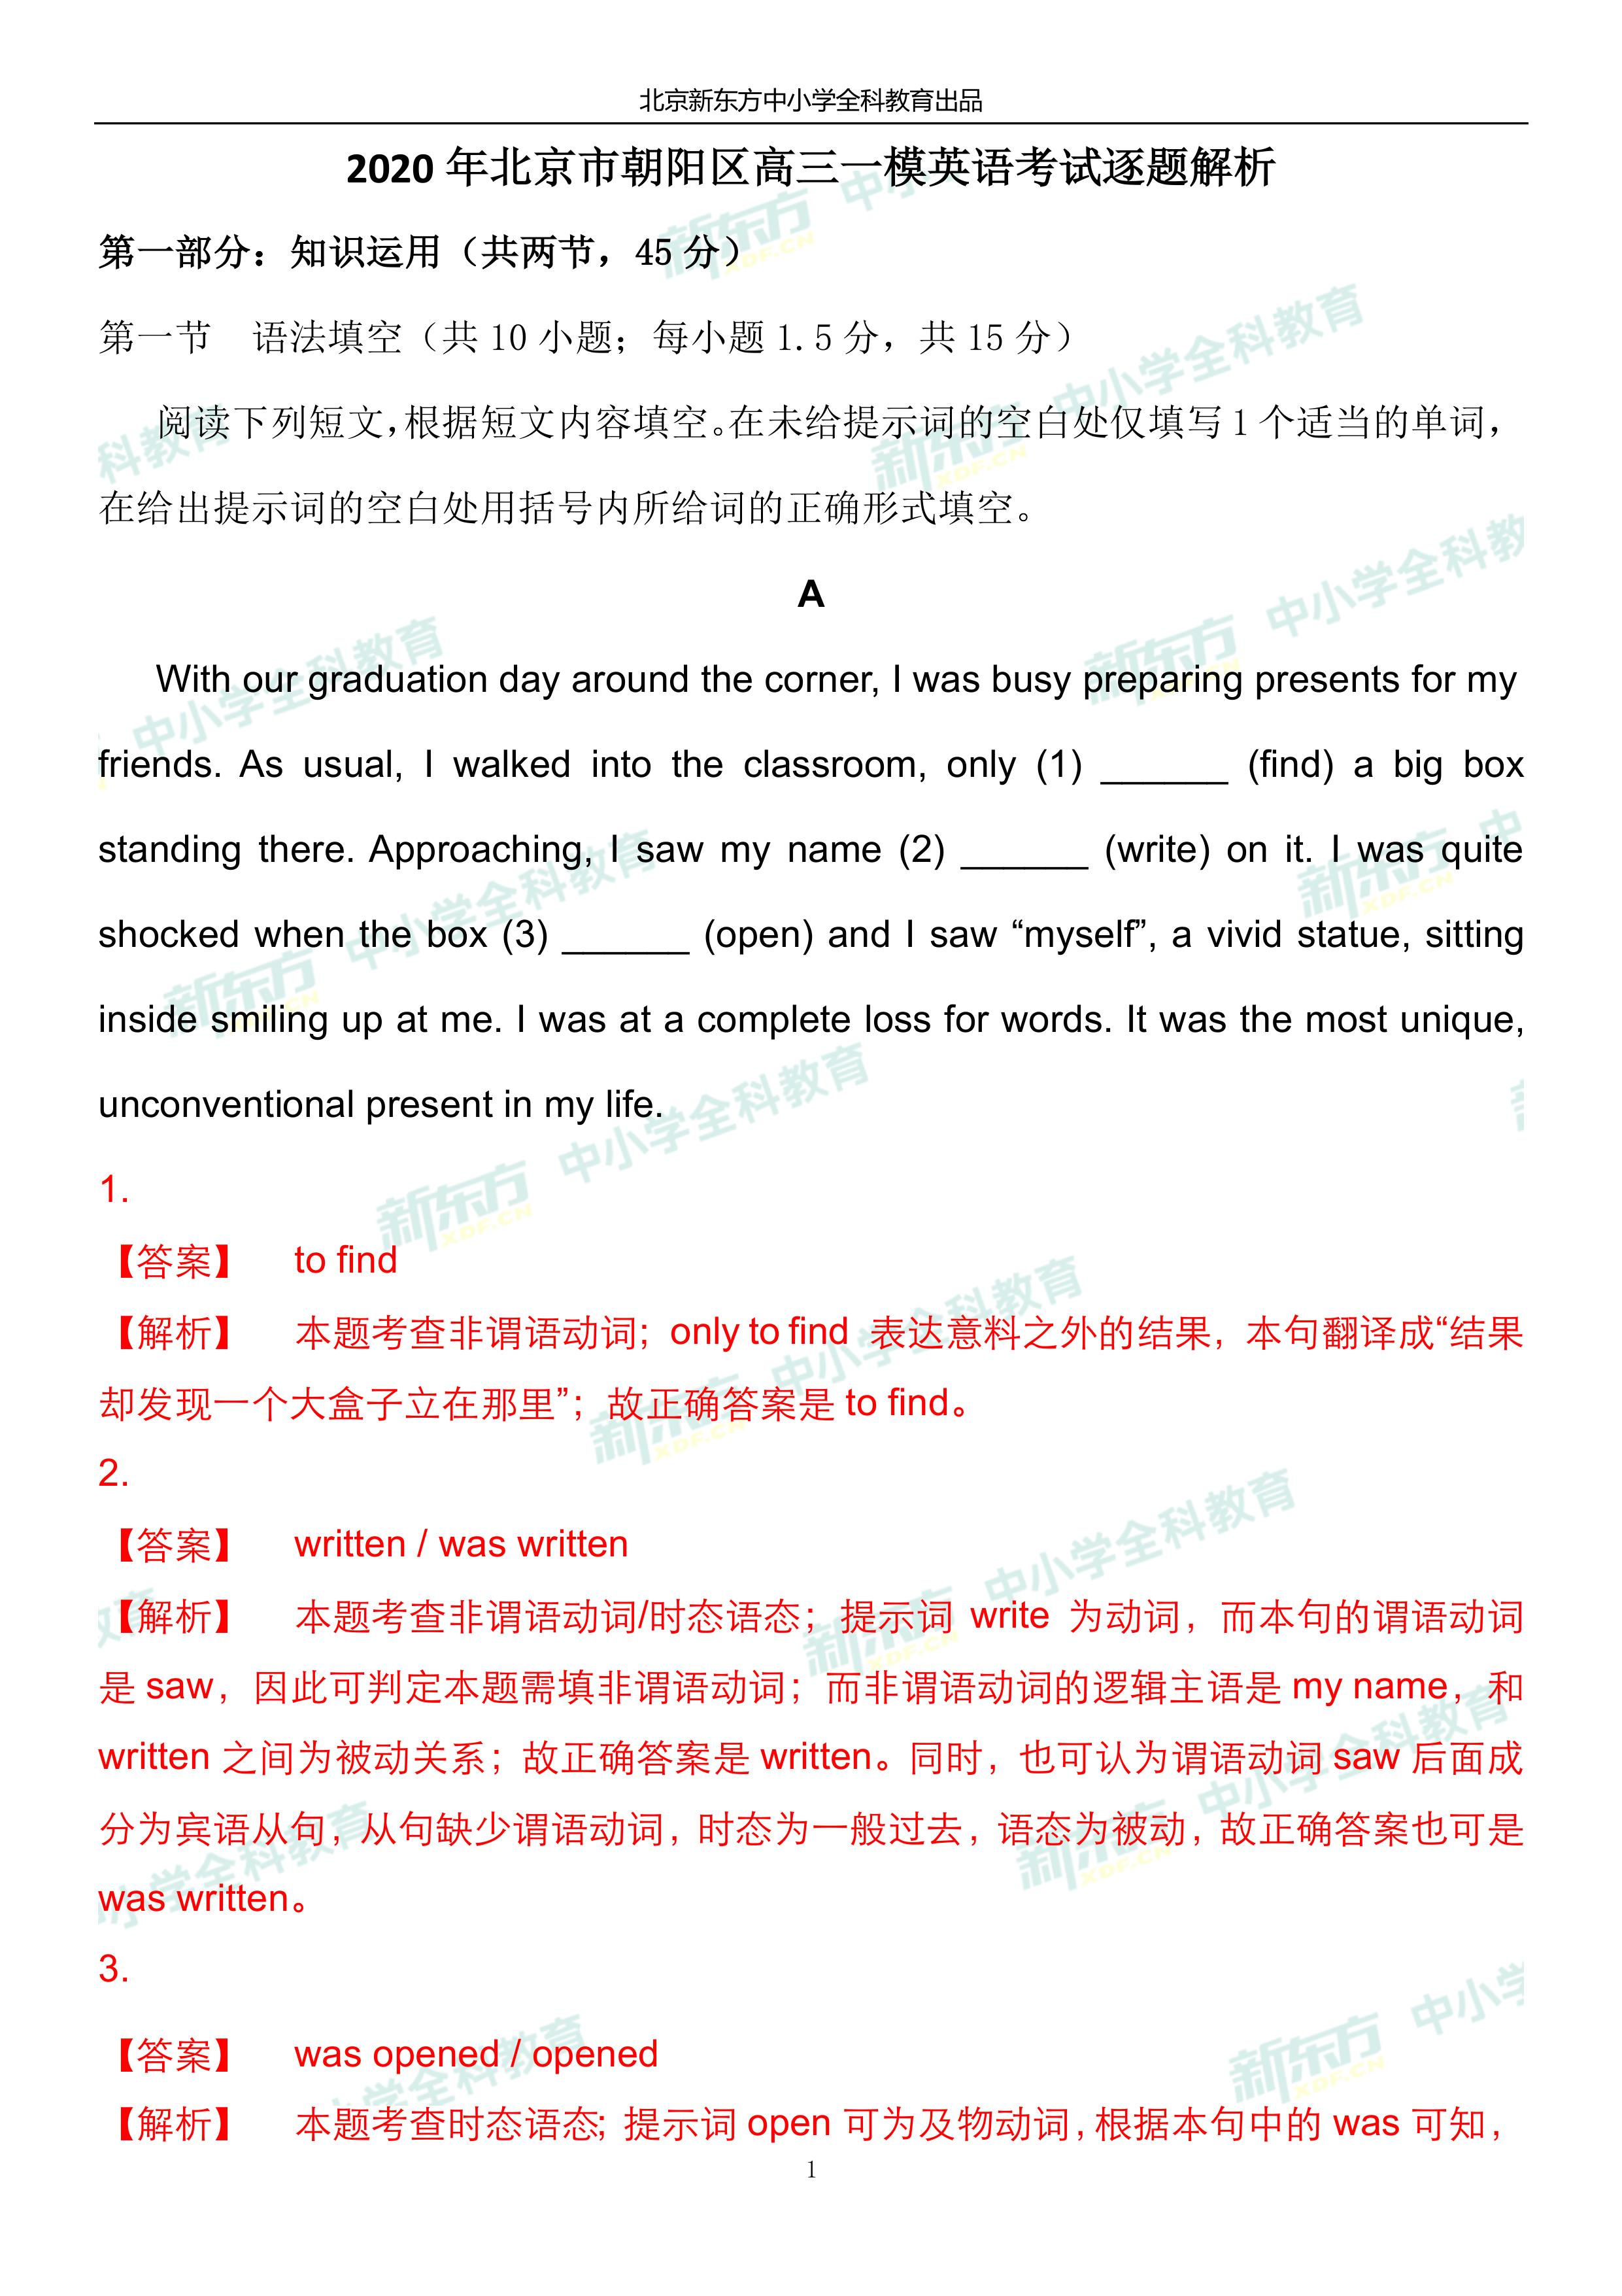 北京新东方中小学全科教育出品
2020 年北京市朝阳区高三一模英语考试逐题解析
第一部分：知识运用（共两节，45 分）
第一节 语法填空（共 10 小题；每小题 1.5 分，共 15 分）
阅读下列短文，根据短文内容填空。在未给提示词的空白处仅填写 1 个适当的单词，
在给出提示词的空白处用括号内所给词的正确形式填空。
A
With our graduation day around the corner, I was busy preparing presents for my
friends. As usual, I walked into the classroom, only (1) ______ (find) a big box
standing there. Approaching, I saw my name (2) ______ (write) on it. I was quite
shocked when the box (3) ______ (open) and I saw “myself”, a vivid statue, sitting
inside smiling up at me. I was at a complete loss for words. It was the most unique,
unconventional present in my life.
1.
【答案】 to find
【解析】 本题考查非谓语动词；only to find 表达意料之外的结果，本句翻译成“结果
却发现一个大盒子立在那里”；故正确答案是 to find。
2.
【答案】 written / was written
【解析】 本题考查非谓语动词/时态语态；提示词 write 为动词，而本句的谓语动词
是 saw，因此可判定本题需填非谓语动词；而非谓语动词的逻辑主语是 my name，和
written 之间为被动关系；故正确答案是 written。同时，也可认为谓语动词 saw 后面成
分为宾语从句，从句缺少谓语动词，时态为一般过去，语态为被动，故正确答案也可是
was written。
3.
【答案】 was opened / opened
【解析】 本题考查时态语态；提示词 open 可为及物动词，根据本句中的 was 可知，
1
新东方 XDF.CN 中小学全科教育